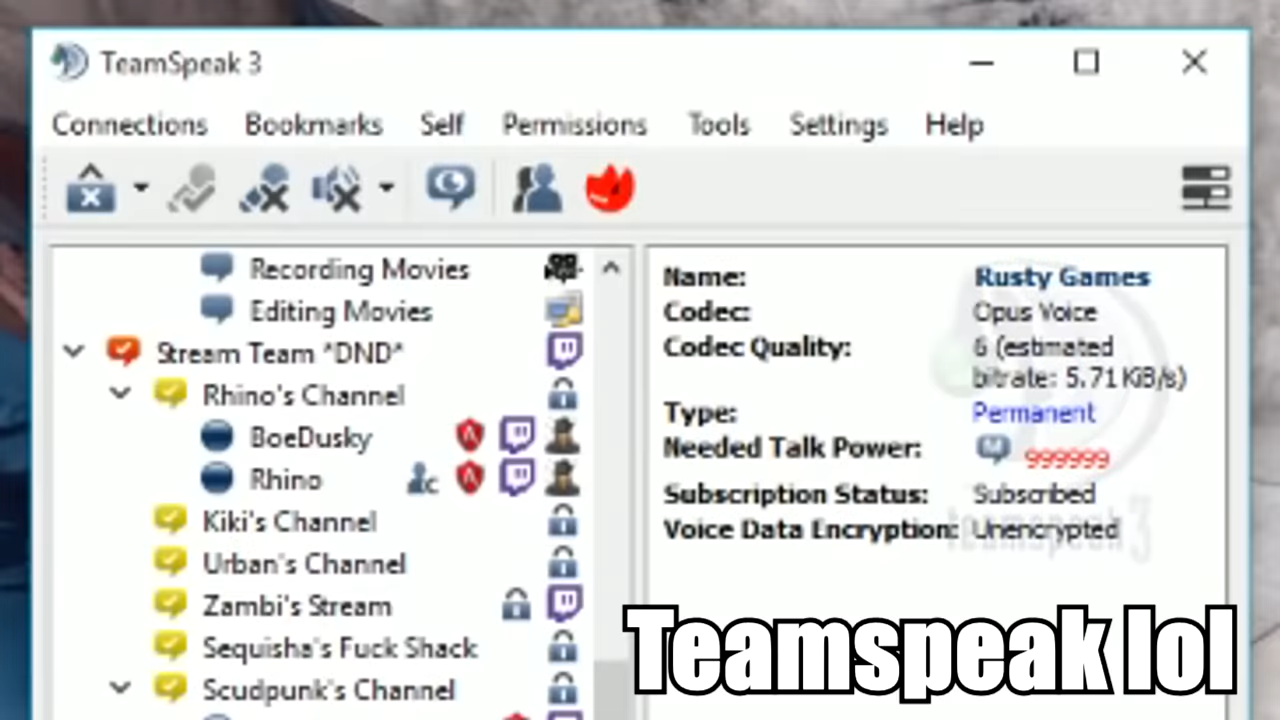 TeamSpeak 3
Connections Bookmarks Self Permissions Tools Settings Help
Recording Movies
Editing Movies
Stream Team *DND*
Rhino's Channel
BoeDusky
Rhino
Kiki's Channel
Urban's Channel
Zambi's Stream
Sequisha's Fuck Shack
Scudpunk's Channel
Name: Rusty Games
Codec: Opus Voice
Codec Quality: 6 (estimated
bitrate: 5.71 KiB/s)
Type: Permanent
Needed Talk Power: 999999
Subscription Status: Subscribed
Voice Data Encryption: Unencrypted
teamspeak 3
Teamspeak lol